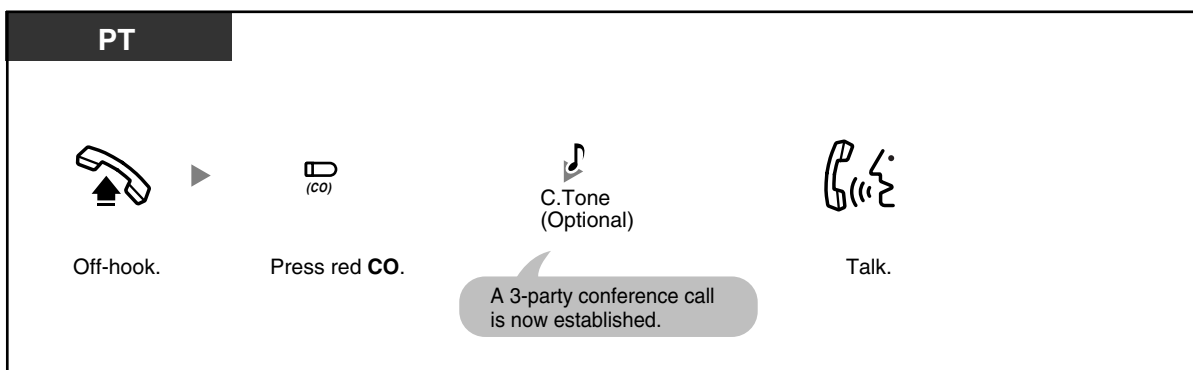 PT
(CO)
C.Tone
(Optional)
Off-hook.
Press red CO.
Talk.
A 3-party conference call
is now established.